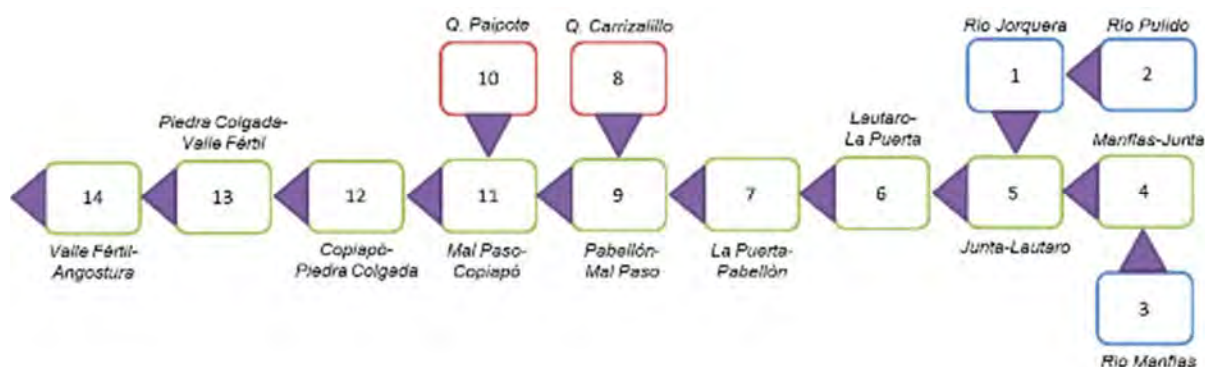 Q. Paipote
Q. Carrizalillo
Río Jorquera
Río Pulido
10
8
1
2
Piedra Colgada-
Valle Fértil
Lautaro-
La Puerta
Manflas-Junta
14
13
12
11
9
7
6
5
4
Valle Fértil-
Angostura
Copiapó-
Piedra Colgada
Mal Paso-
Copiapó
Pabellón-
Mal Paso
La Puerta-
Pabellón
Junta-Lautaro
3
Río Manflas